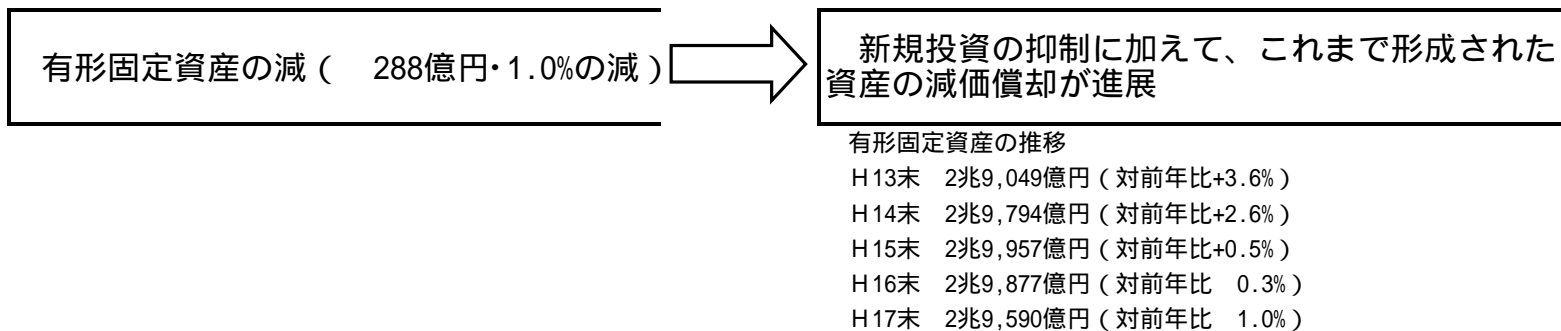 有形固定資産の減（　288億円・1.0%の減）
新規投資の抑制に加えて、これまで形成された
資産の減価償却が進展
有形固定資産の推移
H13末　2兆9,049億円（対前年比+3.6%）
H14末　2兆9,794億円（対前年比+2.6%）
H15末　2兆9,957億円（対前年比+0.5%）
H16末　2兆9,877億円（対前年比　0.3%）
H17末　2兆9,590億円（対前年比　1.0%）